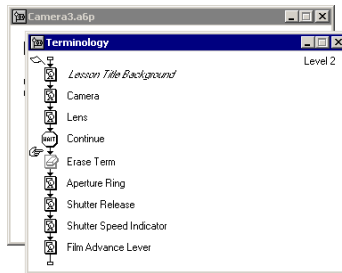 Camera3.a6p
Terminology
Level 2
Lesson Title Background
Camera
Lens
WAIT
Continue
Erase Term
Aperture Ring
Shutter Release
Shutter Speed Indicator
Film Advance Lever